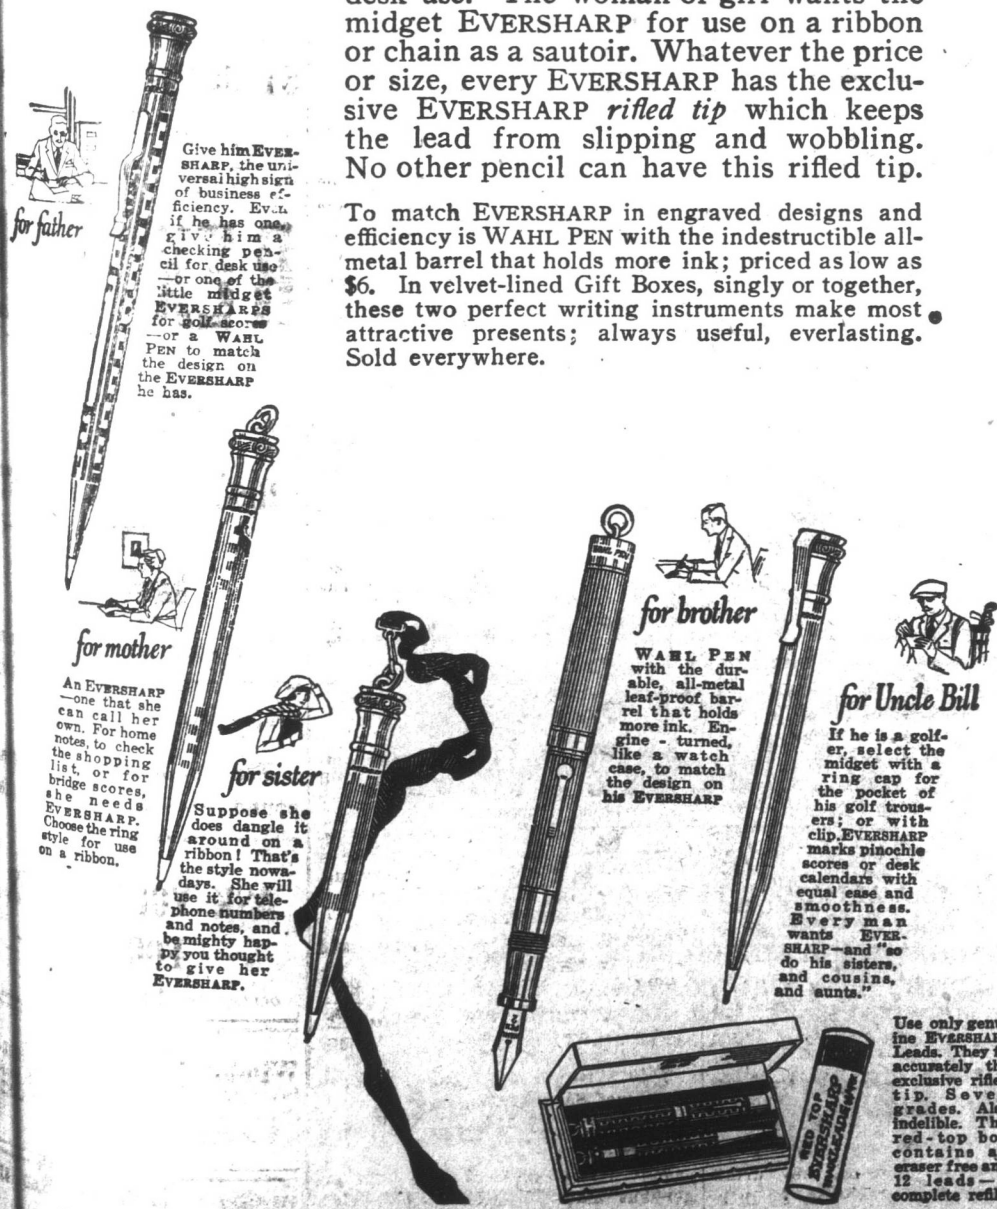 desk use. The woman or girl wants the
midget EVERSHARP for use on a ribbon
or chain as a sautoir. Whatever the price
or size, every EVERSHARP has the exclu-
sive EVERSHARP rifled tip which keeps
the lead from slipping and wobbling.
No other pencil can have this rifled tip.
To match EVERSHARP in engraved designs and
efficiency is WAHL PEN with the indestructible all-
metal barrel that holds more ink; priced as low as
$6. In velvet-lined Gift Boxes, singly or together,
these two perfect writing instruments make most
attractive presents; always useful, everlasting.
Sold everywhere.
for father
Give him EVER-
SHARP, the uni-
versal high sign
of business ef-
ficiency. Even
if he has one,
give him a
checking pen-
cil for desk use
—or one of the
little midget
EVERSHARPS
for golf scores
—or a WAHL
PEN to match
the design on
the EVERSHARP
he has.
for mother
An EVERSHARP
—one that she
can call her
own. For home
notes, to check
the shopping
list, or for
bridge scores,
she needs
EVERSHARP.
Choose the ring
style for use
on a ribbon.
for sister
Suppose she
does dangle it
around on a
ribbon! That's
the style nowa-
days. She will
use it for tele-
phone numbers
and notes, and
be mighty hap-
py you thought
to give her
EVERSHARP.
WAHL PEN
for brother
WAHL PEN
with the dur-
able, all-metal
leaf-proof bar-
rel that holds
more ink. En-
gine - turned,
like a watch
case, to match
the design on
his EVERSHARP
for Uncle Bill
If he is a golf-
er, select the
midget with a
ring cap for
the pocket of
his golf trous-
ers; or with
clip. EVERSHARP
marks pinochle
scores or desk
calendars with
equal ease and
smoothness.
Every man
wants EVER-
SHARP—and "so
do his sisters,
and cousins,
and aunts."
RED TOP
EVERSHARP
LEADS
Use only genu
ine EVERSHAR
Leads. They f
accurately th
exclusive rifle
tip. Seve
grades. Al
indelible. Th
red-top bo
contains a
eraser free an
12 leads—
complete refil